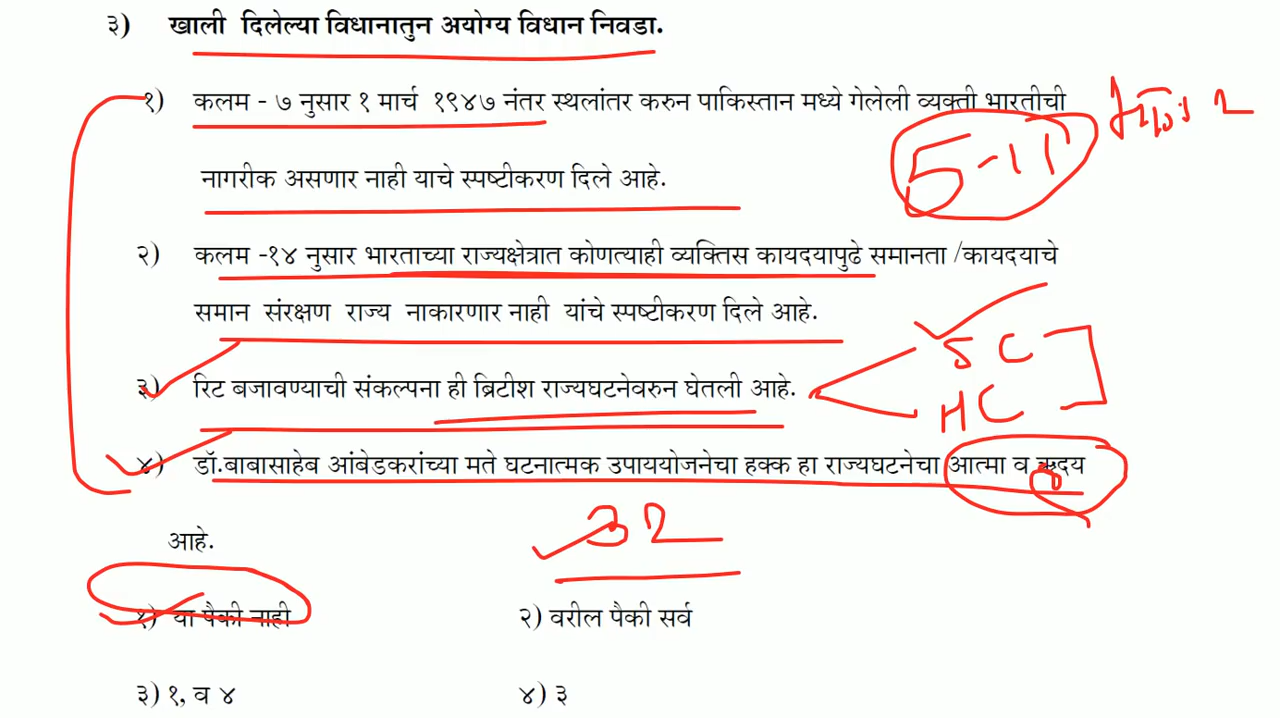 ३) खाली दिलेल्या विधानातुन अयोग्य विधान निवडा.
१) कलम - ७ नुसार १ मार्च १९४७ नंतर स्थलांतर करुन पाकिस्तान मध्ये गेलेली व्यक्ती भारतीची
5-11
नागरीक असणार नाही याचे स्पष्टीकरण दिले आहे.
२) कलम -१४ नुसार भारताच्या राज्यक्षेत्रात कोणत्याही व्यक्तिस कायदयापुढे समानता /कायदयाचे
समान संरक्षण राज्य नाकारणार नाही यांचे स्पष्टीकरण दिले आहे.
SC
३) रिट बजावण्याची संकल्पना ही ब्रिटीश राज्यघटनेवरुन घेतली आहे.
HC
४) डॉ.बाबासाहेब आंबेडकरांच्या मते घटनात्मक उपाययोजनेचा हक्क हा राज्यघटनेचा आत्मा व ऋदय
32
आहे.
१) या पैकी नाही २) वरील पैकी सर्व
३) १, व ४ ४) ३